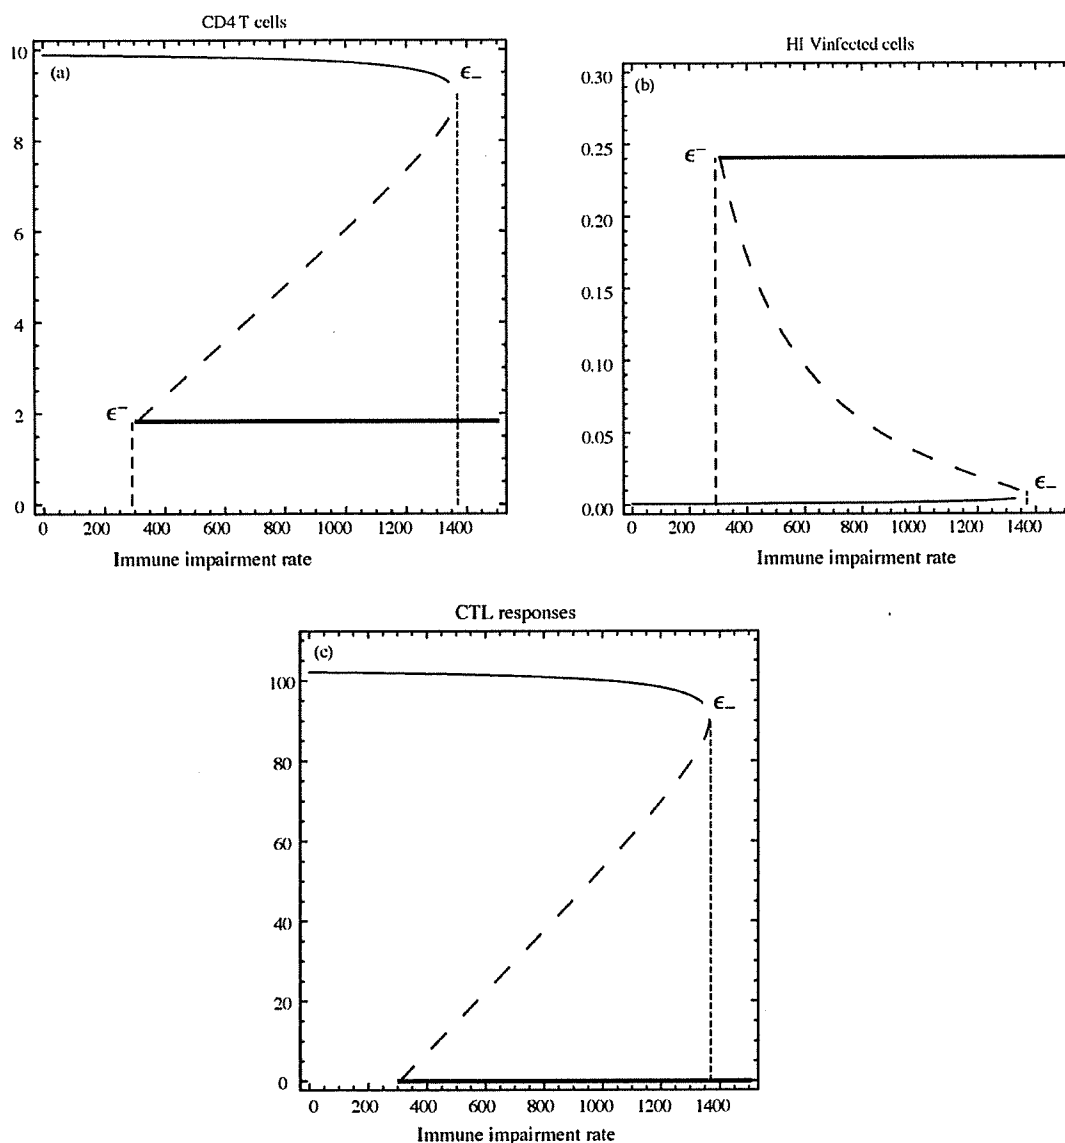 CD4 T cells
(a)
10
8
6
4
2
0
ϵ_
ϵ⁻
0 200 400 600 800 1000 1200 1400
Immune impairment rate
HI Vinfected cells
(b)
0.30
0.25
0.20
0.15
0.10
0.05
0.00
ϵ⁻
ϵ_
0 200 400 600 800 1000 1200 1400
Immune impairment rate
CTL responses
(c)
100
80
60
40
20
0
ϵ_
0 200 400 600 800 1000 1200 1400
Immune impairment rate